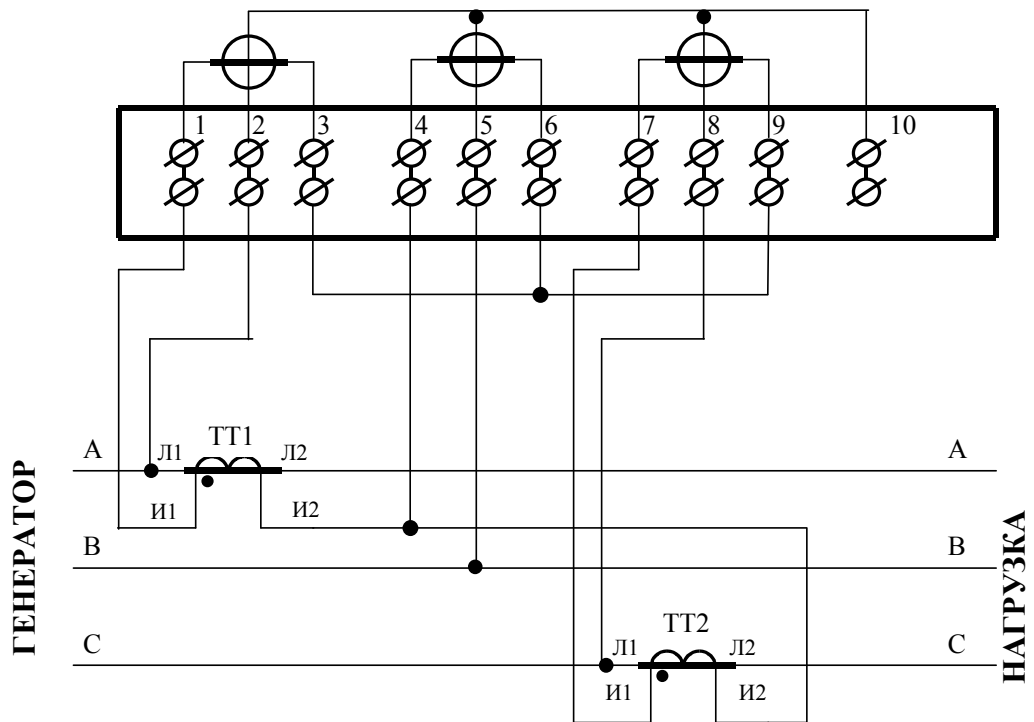 1 2 3 4 5 6 7 8 9 10
ТТ1
А Л1 Л2 А
И1 И2
В В
ТТ2
С Л1 Л2 С
И1 И2
ГЕНЕРАТОР
НАГРУЗКА